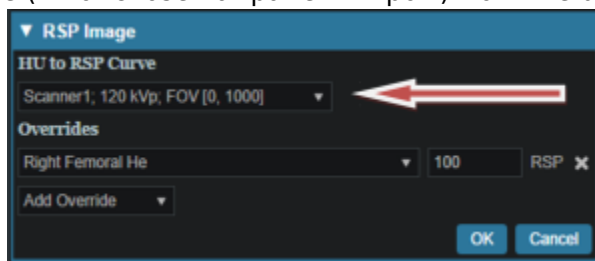 ▼ RSP Image
HU to RSP Curve
Scanner1; 120 kVp; FOV [0, 1000]
Overrides
Right Femoral He 100 RSP
Add Override
OK Cancel